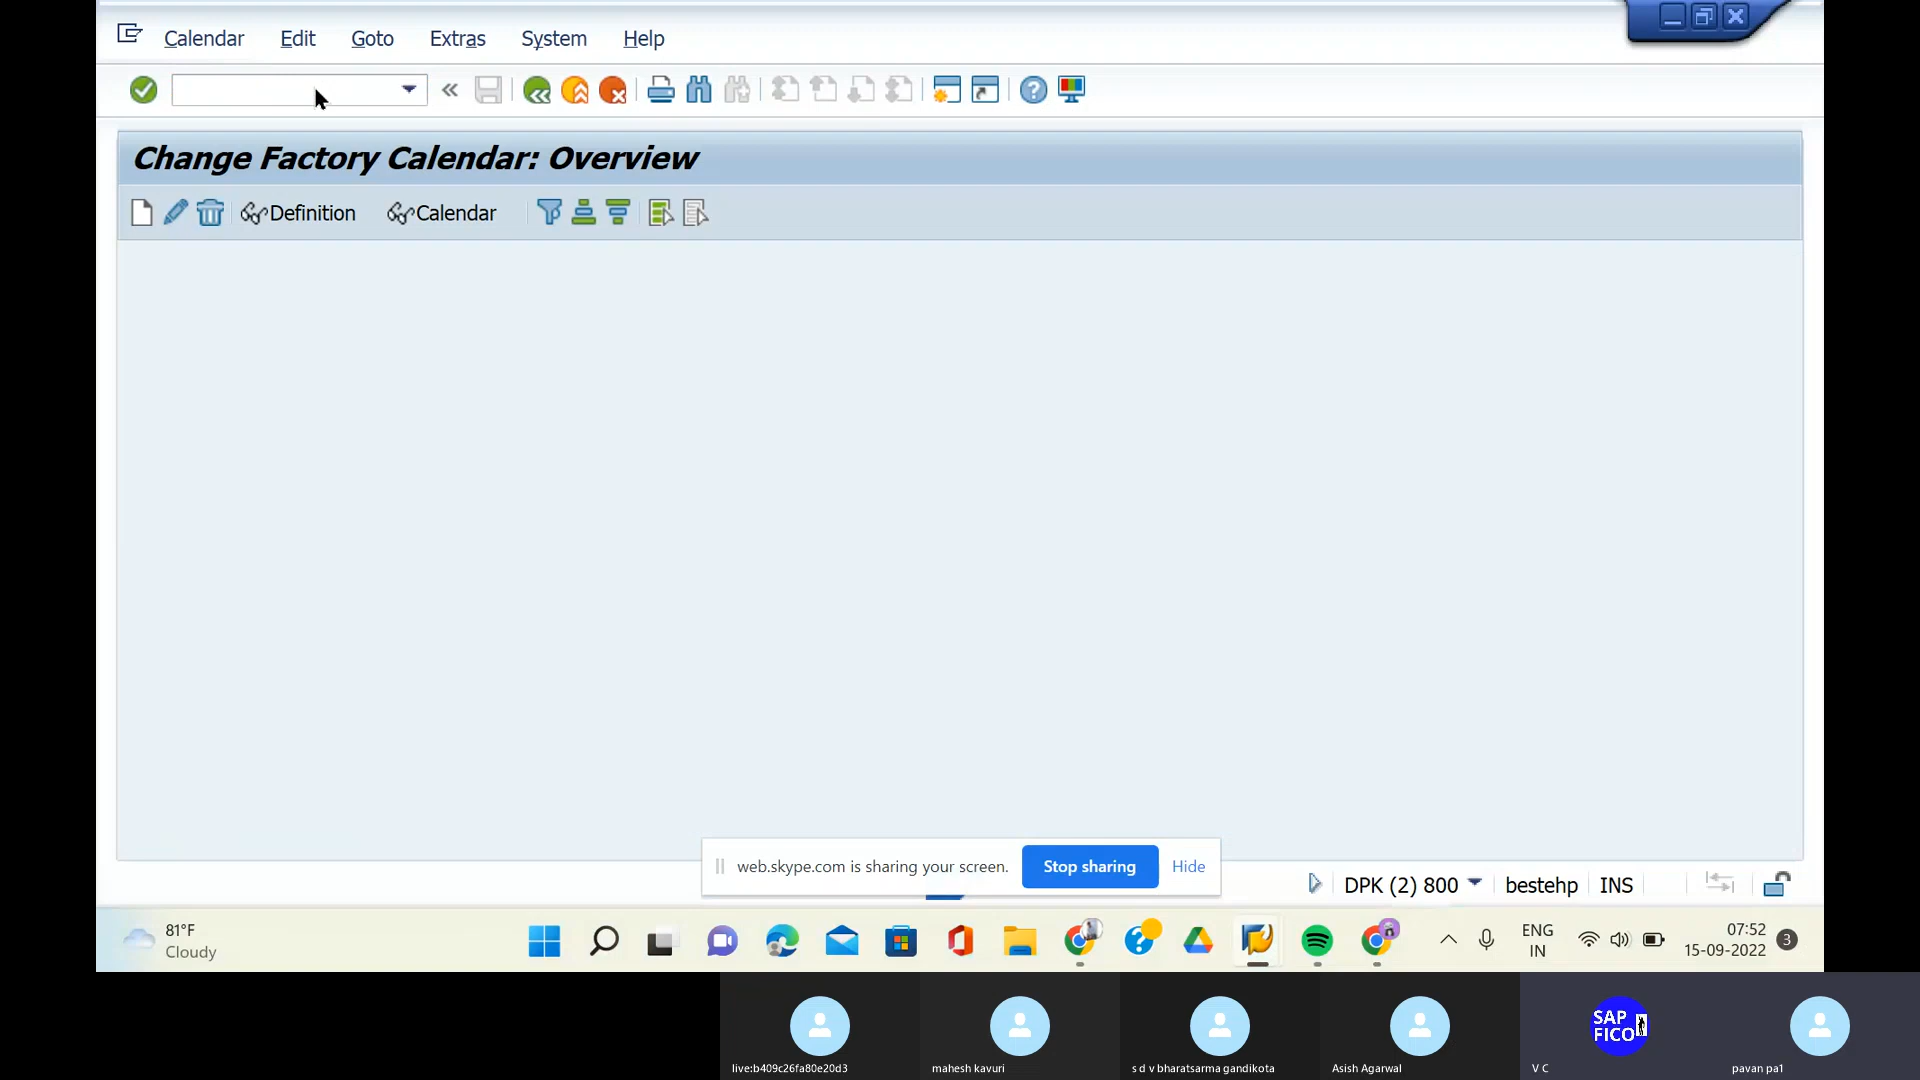 Calendar Edit Goto Extras System Help
Change Factory Calendar: Overview
Definition Calendar
web.skype.com is sharing your screen. Stop sharing Hide
DPK (2) 800 bestehp INS
81°F
Cloudy
ENG
IN
07:52
15-09-2022
3
SAP
FICO
live:b409c26fa80e20d3 mahesh kavuri s d v bharatsarma gandikota Asish Agarwal V C pavan pa1